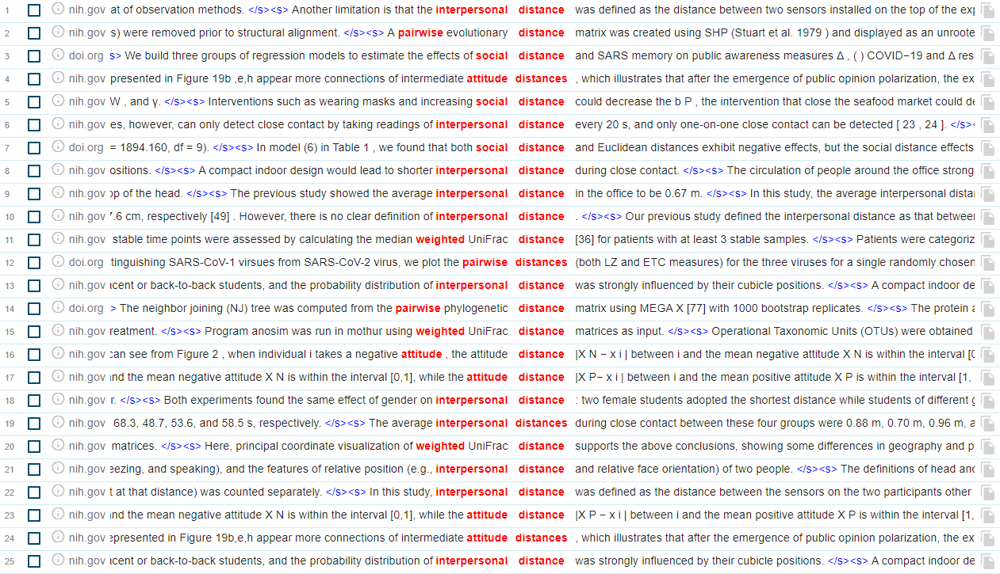 1 nih.gov at of observation methods. </s><s> Another limitation is that the interpersonal distance was defined as the distance between two sensors installed on the top of the
2 nih.gov s) were removed prior to structural alignment. </s><s> A pairwise evolutionary distance matrix was created using SHP (Stuart et al. 1979 ) and displayed as an unroote
3 doi.org s> We build three groups of regression models to estimate the effects of social distance and SARS memory on public awareness measures Δ , ( ) COVID−19 and Δ res
4 nih.gov presented in Figure 19b ,e,h appear more connections of intermediate attitude distances , which illustrates that after the emergence of public opinion polarization, the ex
5 nih.gov W , and γ. </s><s> Interventions such as wearing masks and increasing social distance could decrease the b P , the intervention that close the seafood market could
6 nih.gov es, however, can only detect close contact by taking readings of interpersonal distance every 20 s, and only one-on-one close contact can be detected [ 23 , 24 ]. </s>
7 doi.org = 1894.160, df = 9). </s><s> In model (6) in Table 1 , we found that both social distance and Euclidean distances exhibit negative effects, but the social distance effects
8 nih.gov ositions. </s><s> A compact indoor design would lead to shorter interpersonal distance during close contact. </s><s> The circulation of people around the office strong
9 nih.gov op of the head. </s><s> The previous study showed the average interpersonal distance in the office to be 0.67 m. </s><s> In this study, the average interpersonal dista
10 nih.gov .6 cm, respectively [49] . However, there is no clear definition of interpersonal distance . </s><s> Our previous study defined the interpersonal distance as that betweer
11 nih.gov stable time points were assessed by calculating the median weighted UniFrac distance [36] for patients with at least 3 stable samples. </s><s> Patients were categoriz
12 doi.org tinguishing SARS-CoV-1 virsues from SARS-CoV-2 virus, we plot the pairwise distances (both LZ and ETC measures) for the three viruses for a single randomly chosen
13 nih.gov cent or back-to-back students, and the probability distribution of interpersonal distance was strongly influenced by their cubicle positions. </s><s> A compact indoor de
14 doi.org > The neighbor joining (NJ) tree was computed from the pairwise phylogenetic distance matrix using MEGA X [77] with 1000 bootstrap replicates. </s><s> The protein
15 nih.gov reatment. </s><s> Program anosim was run in mothur using weighted UniFrac distance matrices as input. </s><s> Operational Taxonomic Units (OTUs) were obtained
16 nih.gov can see from Figure 2 , when individual i takes a negative attitude , the attitude distance |X N − x i | between i and the mean negative attitude X N is within the interval
17 nih.gov nd the mean negative attitude X N is within the interval [0,1], while the attitude distance |X P− x i | between i and the mean positive attitude X P is within the interval [1,
18 nih.gov r. </s><s> Both experiments found the same effect of gender on interpersonal distance : two female students adopted the shortest distance while students of different
19 nih.gov 68.3, 48.7, 53.6, and 58.5 s, respectively. </s><s> The average interpersonal distances during close contact between these four groups were 0.88 m, 0.70 m, 0.96 m, a
20 nih.gov matrices. </s><s> Here, principal coordinate visualization of weighted UniFrac distance supports the above conclusions, showing some differences in geography and p
21 nih.gov eezing, and speaking), and the features of relative position (e.g., interpersonal distance and relative face orientation) of two people. </s><s> The definitions of head
22 nih.gov t at that distance) was counted separately. </s><s> In this study, interpersonal distance was defined as the distance between the sensors on the two participants other
23 nih.gov nd the mean negative attitude X N is within the interval [0,1], while the attitude distance |X P − x i | between i and the mean positive attitude X P is within the interval [1,
24 nih.gov epresented in Figure 19b,e,h appear more connections of intermediate attitude distances , which illustrates that after the emergence of public opinion polarization, the ex
25 nih.gov cent or back-to-back students, and the probability distribution of interpersonal distance was strongly influenced by their cubicle positions. </s><s> A compact indoor de